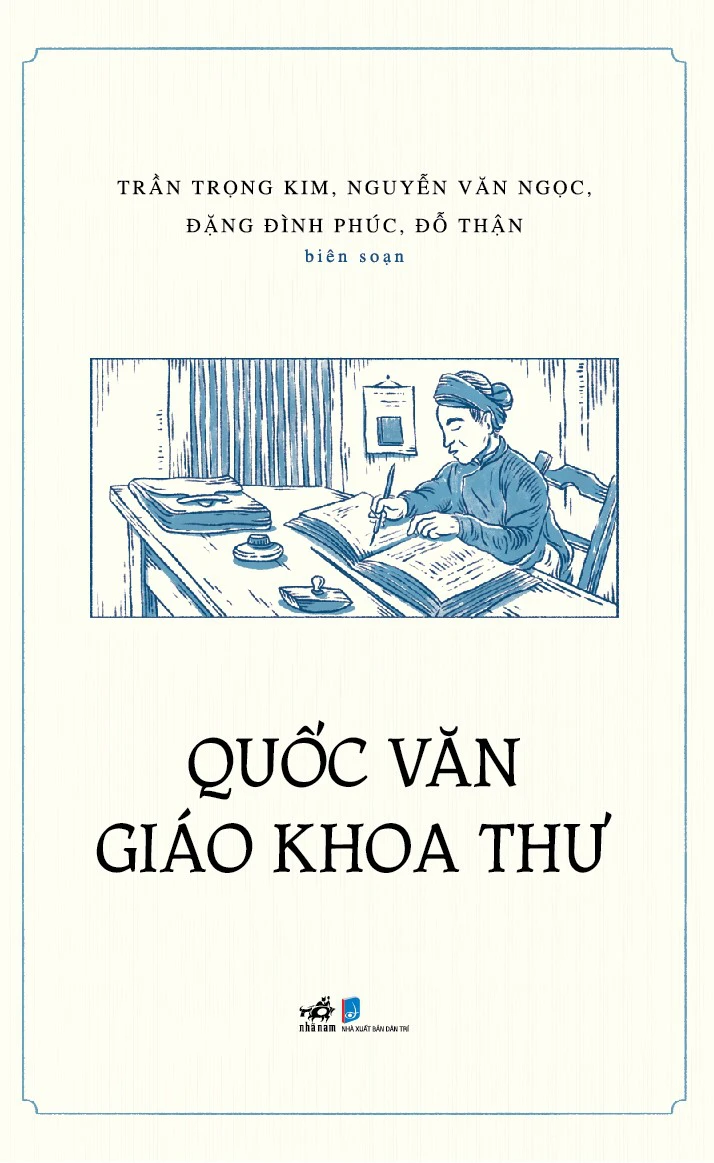 TRẦN TRỌNG KIM, NGUYỄN VĂN NGỌC,
ĐẶNG ĐÌNH PHÚC, ĐỖ THẬN
biên soạn
QUỐC VĂN
GIÁO KHOA THƯ
nhã nam
NHÀ XUẤT BẢN DÂN TRÍ